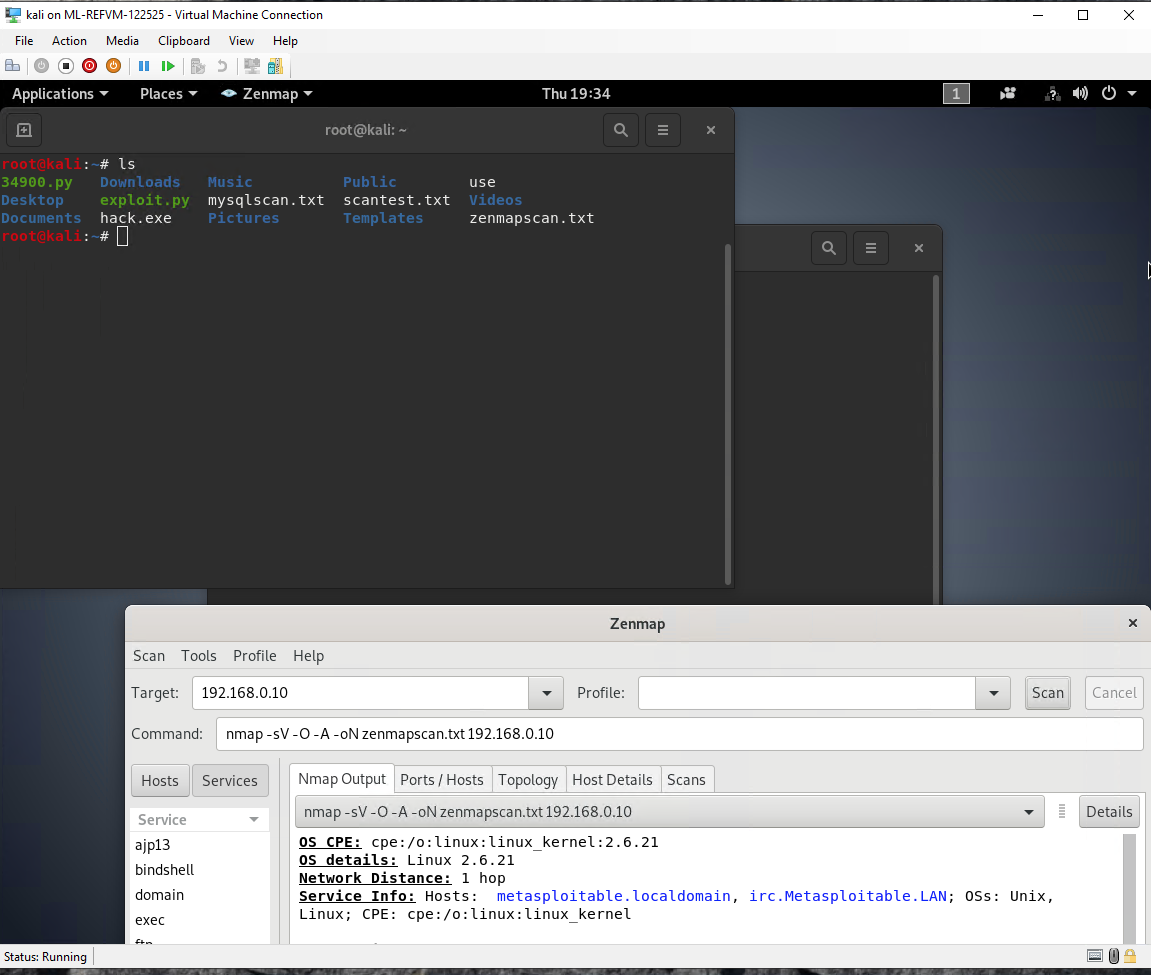 kali on ML-REFVM-122525 - Virtual Machine Connection
File Action Media Clipboard View Help
Applications Places Zenmap Thu 19:34 1
root@kali: ~
root@kali:~# ls
34900.py Downloads Music Public use
Desktop exploit.py mysqlscan.txt scantest.txt Videos
Documents hack.exe Pictures Templates zenmapscan.txt
root@kali:~#
Zenmap
Scan Tools Profile Help
Target: 192.168.0.10 Profile: Scan Cancel
Command: nmap -sV -O -A -oN zenmapscan.txt 192.168.0.10
Hosts Services
Nmap Output Ports / Hosts Topology Host Details Scans
Service
ajp13
bindshell
domain
exec
ftp
nmap -sV -O -A -oN zenmapscan.txt 192.168.0.10 Details
OS CPE: cpe:/o:linux:linux_kernel:2.6.21
OS details: Linux 2.6.21
Network Distance: 1 hop
Service Info: Hosts: metasploitable.localdomain, irc.Metasploitable.LAN; OSs: Unix,
Linux; CPE: cpe:/o:linux:linux_kernel
Status: Running